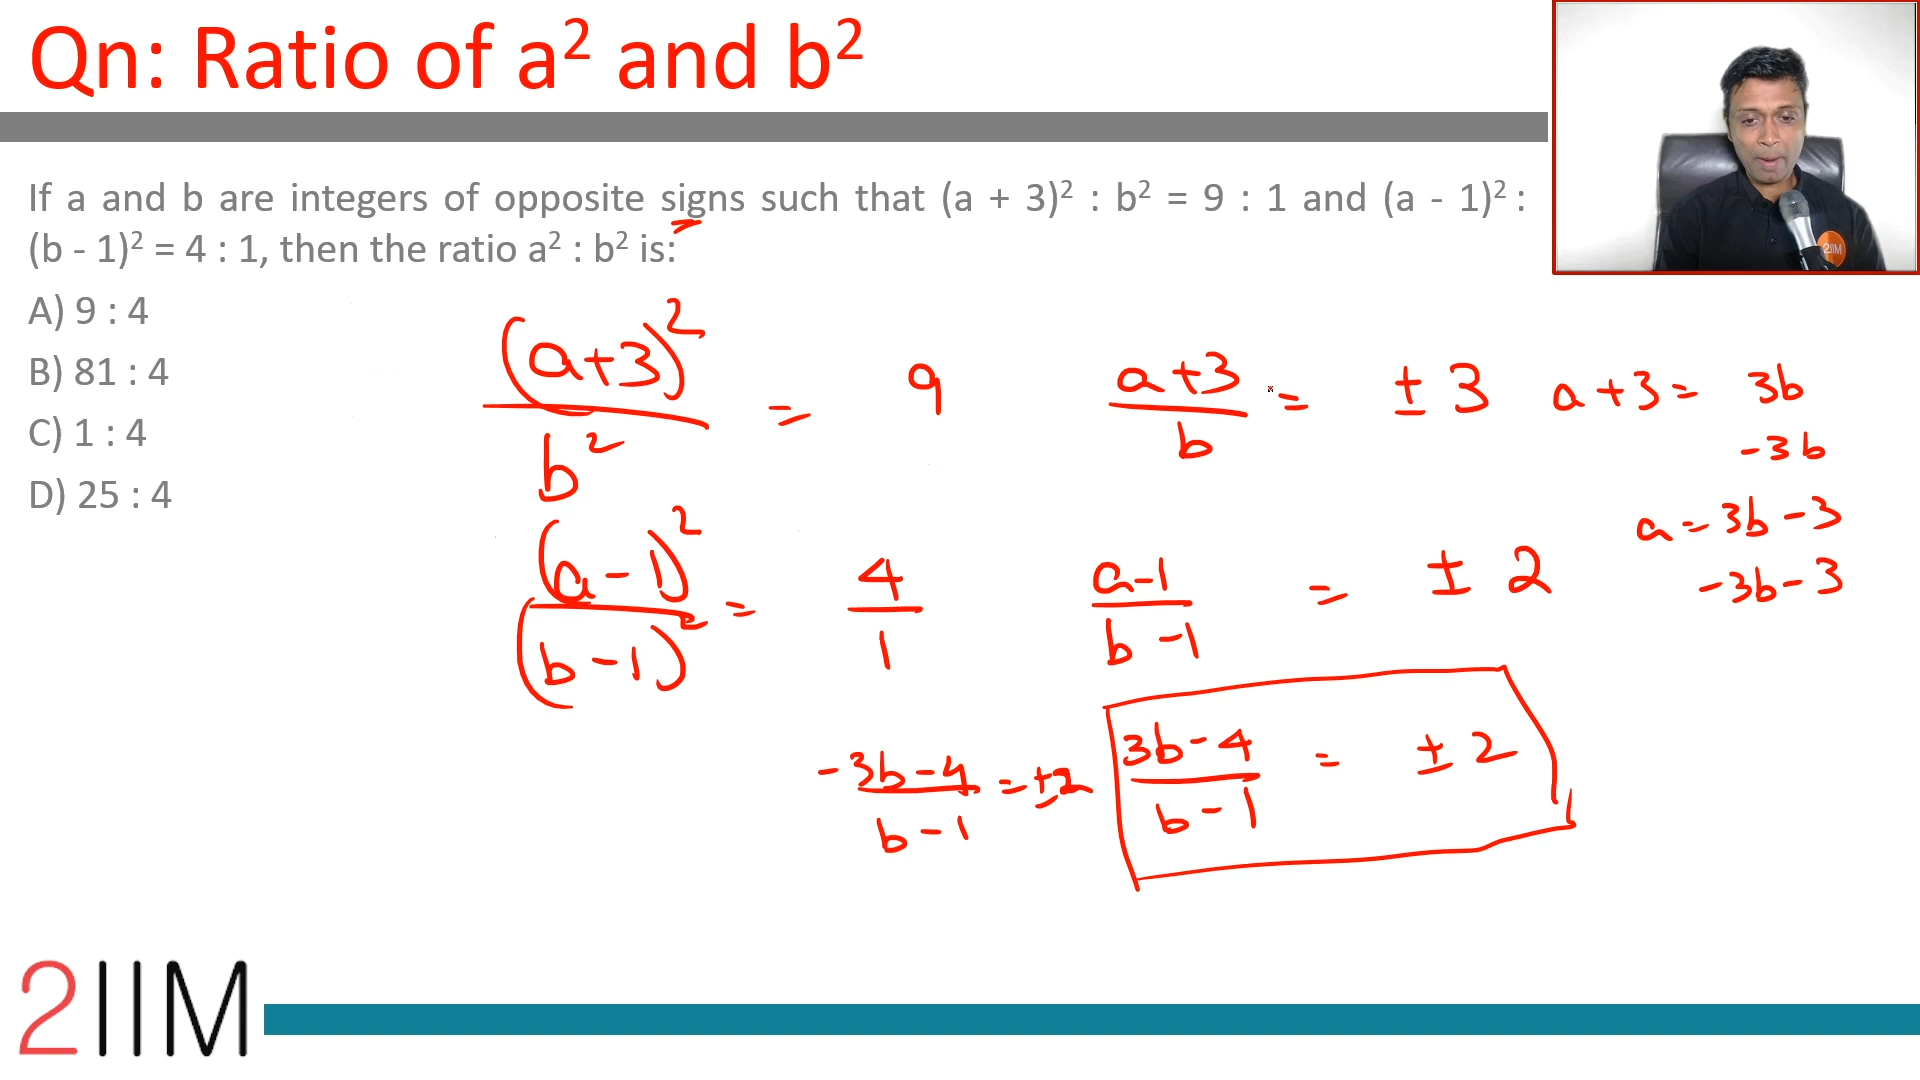 Qn: Ratio of a² and b²
If a and b are integers of opposite signs such that (a + 3)² : b² = 9 : 1 and (a - 1)² :
(b - 1)² = 4 : 1, then the ratio a² : b² is:
A) 9 : 4
B) 81 : 4
C) 1 : 4
D) 25 : 4
(a+3)² / b² = 9
a+3 / b = ± 3
a+3 = 3b
-3b
(a-1)² / (b-1)² = 4 / 1
a-1 / b-1 = ± 2
a = 3b-3
-3b-3
-3b-4 / b-1 = ±2
3b-4 / b-1 = ± 2
2IIM
2IIM